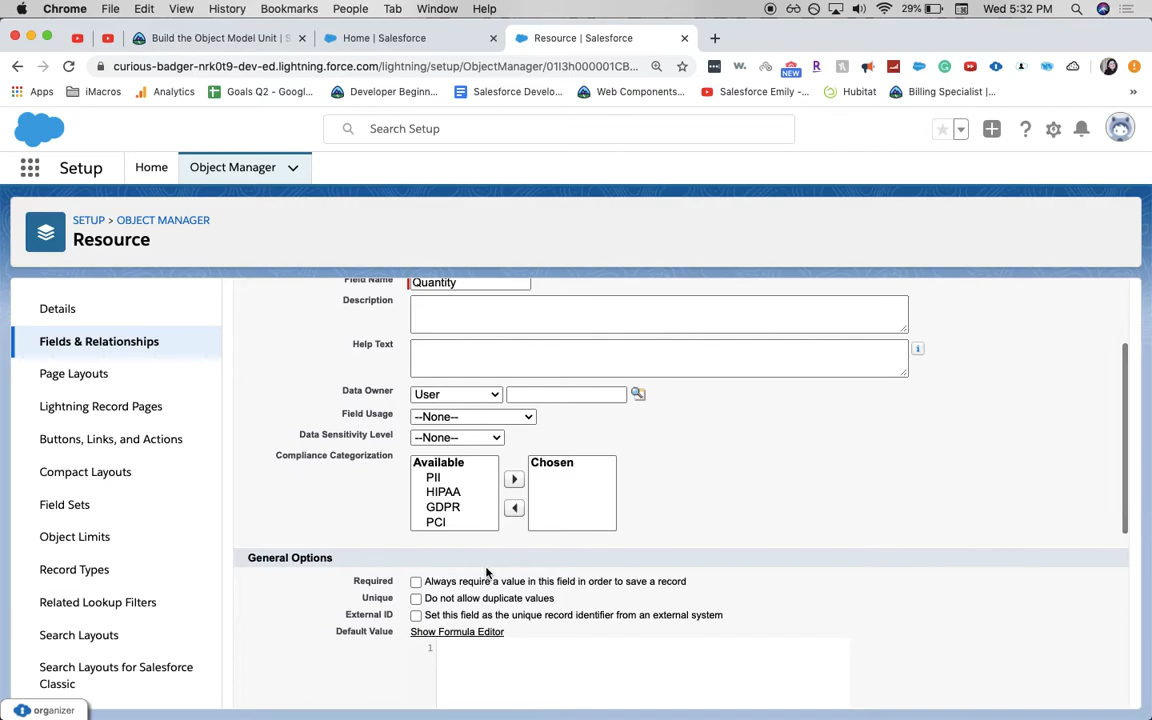 Chrome File Edit View History Bookmarks People Tab Window Help 29% Wed 5:32 PM
Build the Object Model Unit | S
Home | Salesforce
Resource | Salesforce
curious-badger-nrk0t9-dev-ed.lightning.force.com/lightning/setup/ObjectManager/01I3h000001CB...
NEW
Apps iMacros Analytics Goals Q2 - Googl... Developer Beginn... Salesforce Develo... Web Components... Salesforce Emily -... Hubitat Billing Specialist |...
Search Setup
Setup Home Object Manager
SETUP > OBJECT MANAGER
Resource
Details
Fields & Relationships
Page Layouts
Lightning Record Pages
Buttons, Links, and Actions
Compact Layouts
Field Sets
Object Limits
Record Types
Related Lookup Filters
Search Layouts
Search Layouts for Salesforce
Classic
Field Name Quantity
Description
Help Text
Data Owner User
Field Usage --None--
Data Sensitivity Level --None--
Compliance Categorization
Available Chosen
PII
HIPAA
GDPR
PCI
General Options
Required Always require a value in this field in order to save a record
Unique Do not allow duplicate values
External ID Set this field as the unique record identifier from an external system
Default Value Show Formula Editor
1
organizer